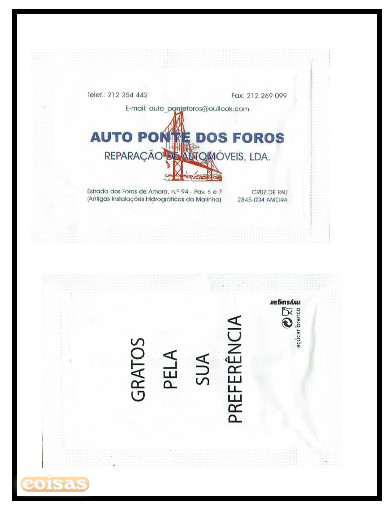 Telef.: 212 254 442
Fax: 212 269 099
E-mail: auto_ponteforos@outlook.com
AUTO PONTE DOS FOROS
REPARAÇÃO DE AUTOMÓVEIS, LDA.
Estrada dos Foros de Amora, n.º 94 - Pav. 6 e 7
CRUZ DE PAU
(Antigas Instalações Hidrográficas da Marinha)
2845-004 AMORA
GRATOS
PELA
SUA
PREFERÊNCIA
mysugar
açúcar branco
coisas